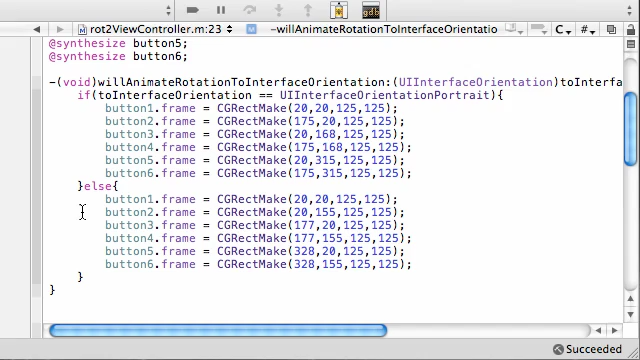 gdb
rot2ViewController.m:23 -willAnimateRotationToInterfaceOrientatio C #
@synthesize button5;
@synthesize button6;
-(void)willAnimateRotationToInterfaceOrientation:(UIInterfaceOrientation)toInterfa
if(toInterfaceOrientation == UIInterfaceOrientationPortrait){
button1.frame = CGRectMake(20,20,125,125);
button2.frame = CGRectMake(175,20,125,125);
button3.frame = CGRectMake(20,168,125,125);
button4.frame = CGRectMake(175,168,125,125);
button5.frame = CGRectMake(20,315,125,125);
button6.frame = CGRectMake(175,315,125,125);
}else{
button1.frame = CGRectMake(20,20,125,125);
button2.frame = CGRectMake(20,155,125,125);
button3.frame = CGRectMake(177,20,125,125);
button4.frame = CGRectMake(177,155,125,125);
button5.frame = CGRectMake(328,20,125,125);
button6.frame = CGRectMake(328,155,125,125);
}
}
Succeeded